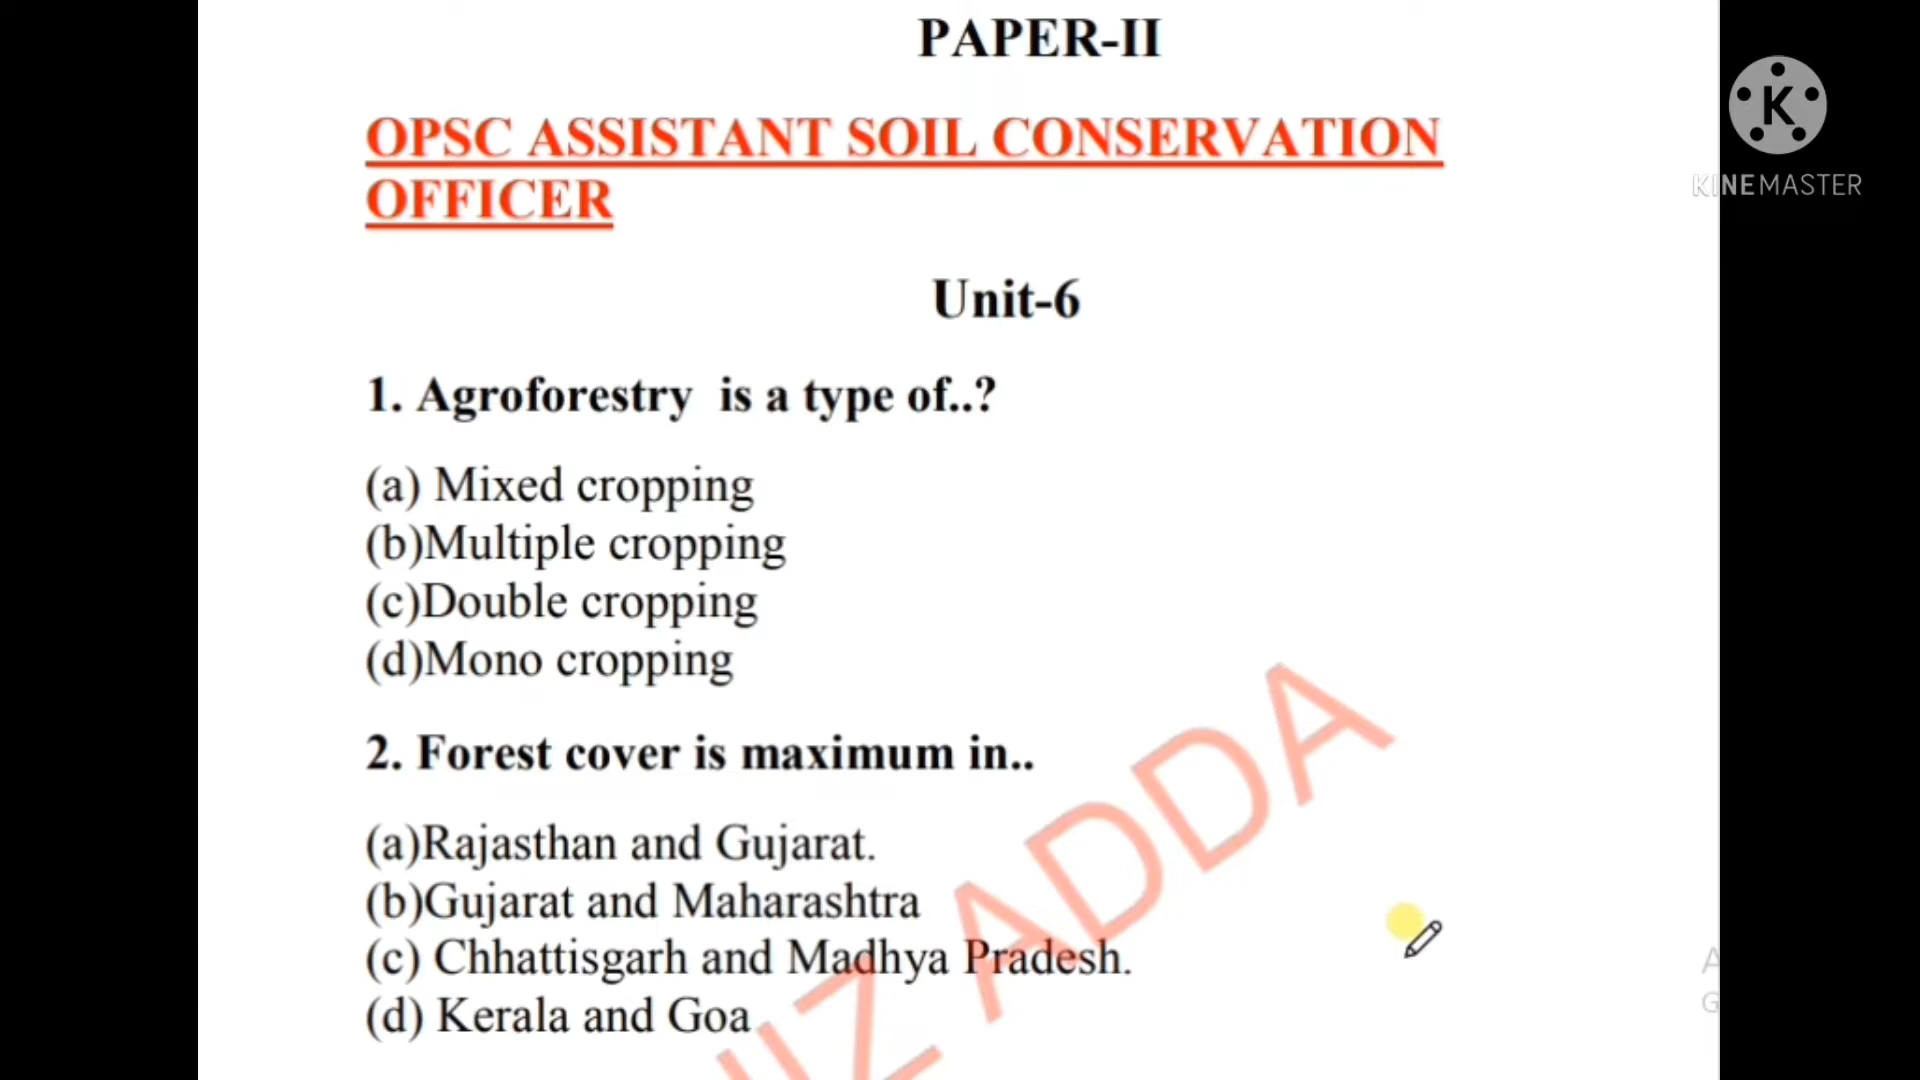 PAPER-II
K
KINEMASTER
OPSC ASSISTANT SOIL CONSERVATION
OFFICER
Unit-6
1. Agroforestry is a type of..?
(a) Mixed cropping
(b)Multiple cropping
(c)Double cropping
(d)Mono cropping
2. Forest cover is maximum in..
(a)Rajasthan and Gujarat.
(b)Gujarat and Maharashtra
(c) Chhattisgarh and Madhya Pradesh.
(d) Kerala and Goa
ADDA